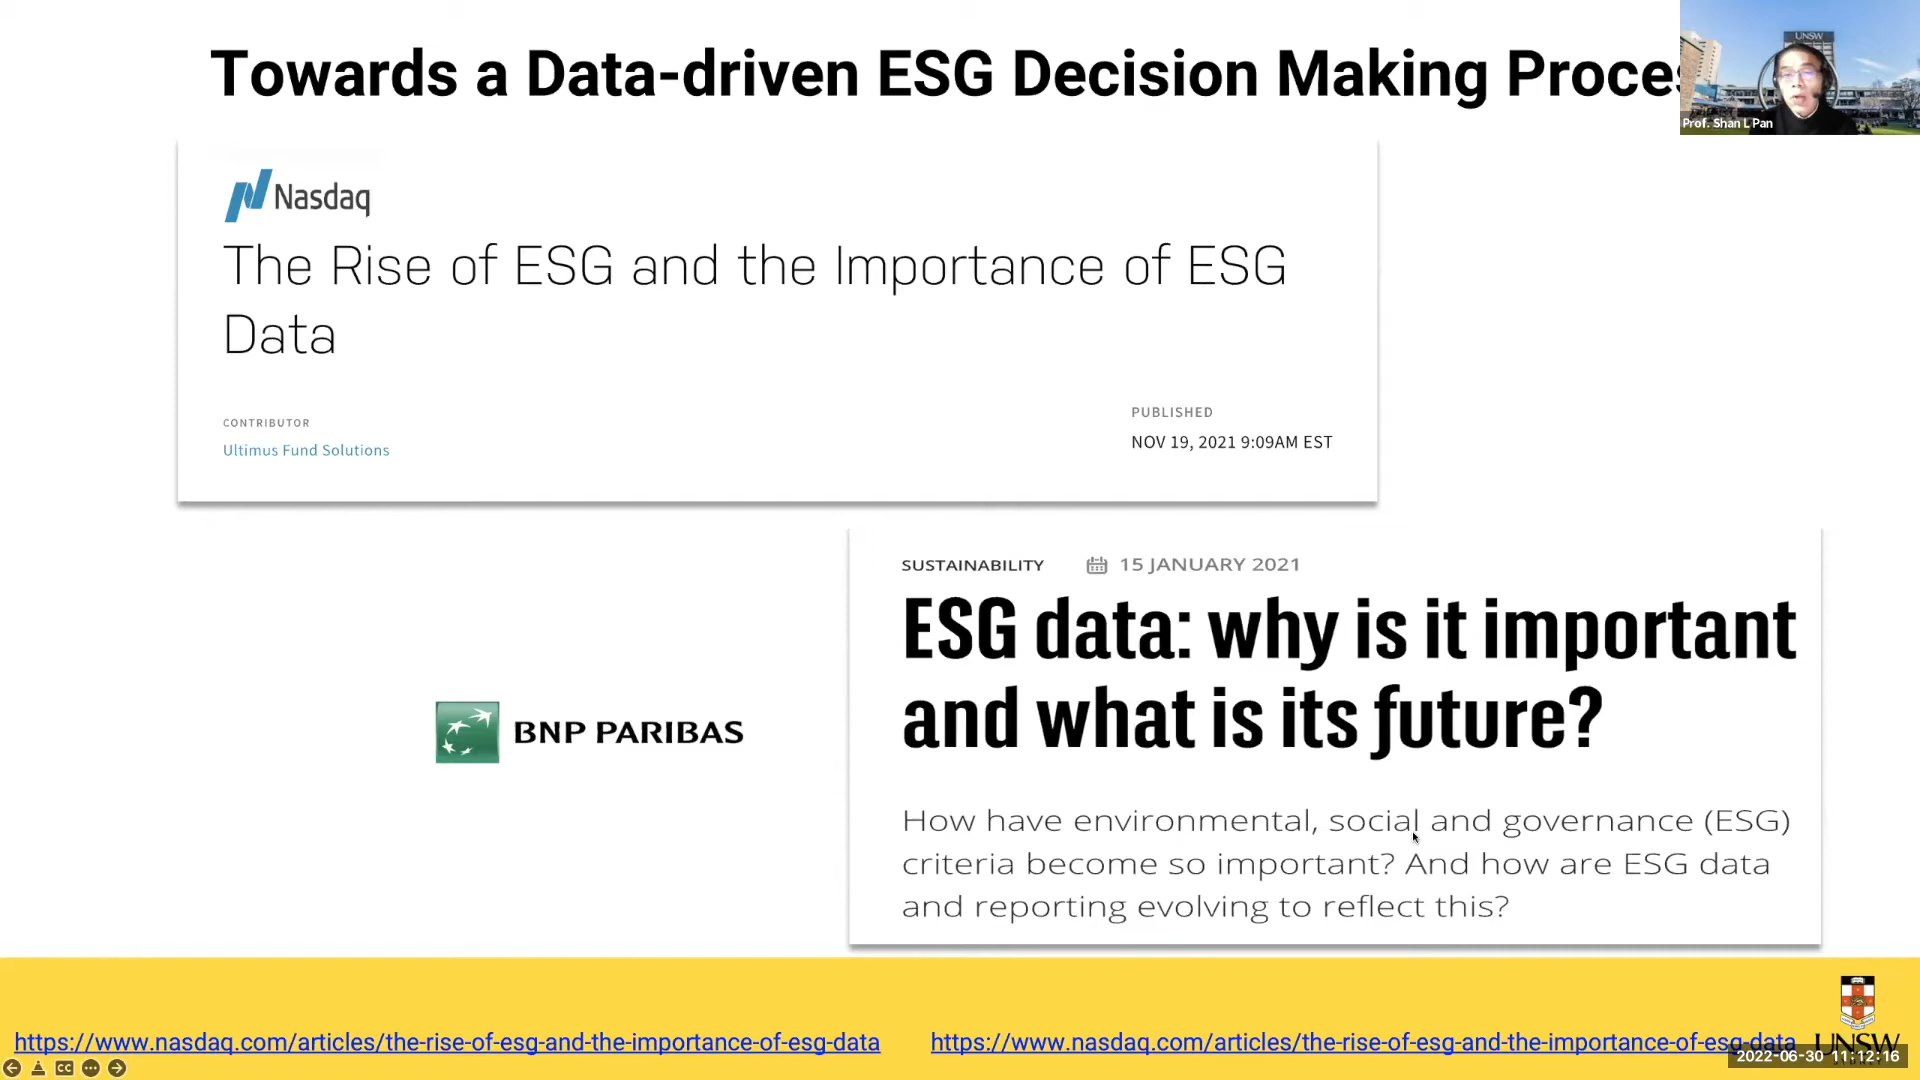 Towards a Data-driven ESG Decision Making Proces
UNSW
Prof. Shan L Pan
Nasdaq
The Rise of ESG and the Importance of ESG
Data
CONTRIBUTOR
Ultimus Fund Solutions
PUBLISHED
NOV 19, 2021 9:09AM EST
SUSTAINABILITY 15 JANUARY 2021
ESG data: why is it important
and what is its future?
BNP PARIBAS
How have environmental, social and governance (ESG)
criteria become so important? And how are ESG data
and reporting evolving to reflect this?
https://www.nasdaq.com/articles/the-rise-of-esg-and-the-importance-of-esg-data
https://www.nasdaq.com/articles/the-rise-of-esg-and-the-importance-of-esg-data
UNSW
CC
2022-06-30 11:12:16